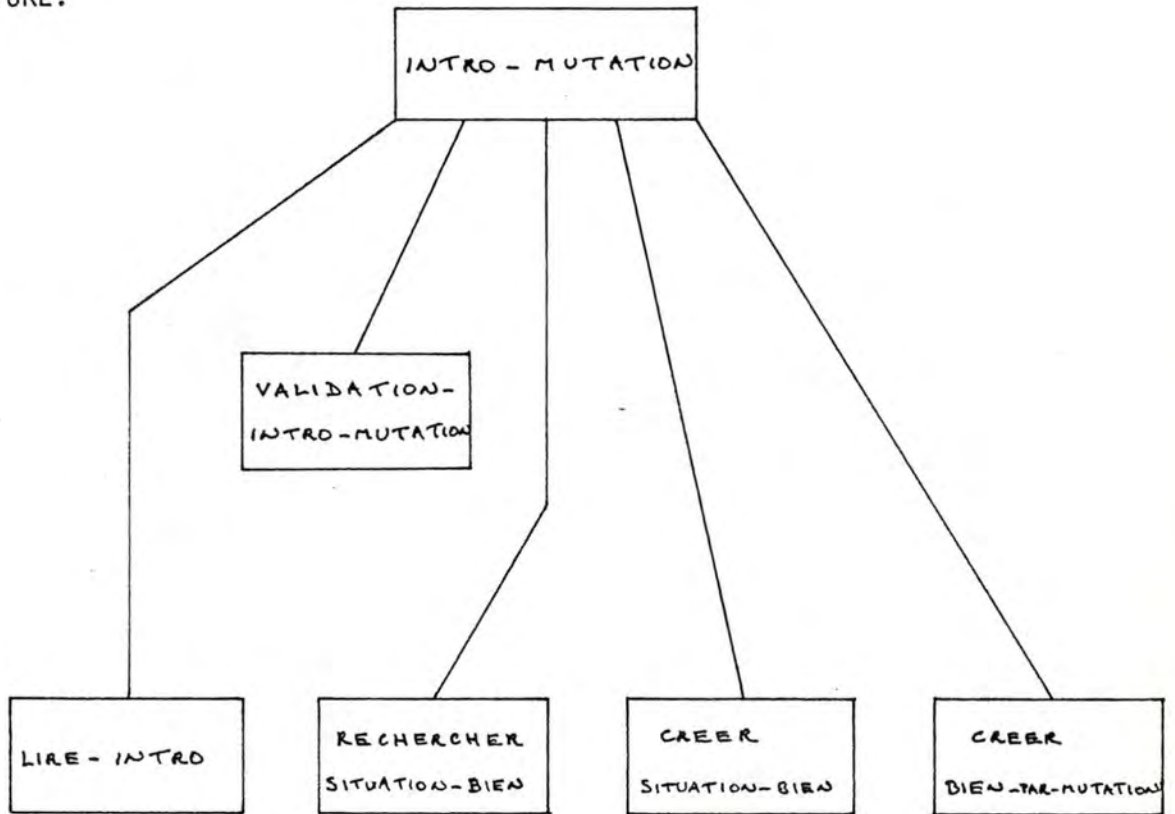 URE.
INTRO - MUTATION
VALIDATION-
INTRO-MUTATION
LIRE - INTRO
RECHERCHER
SITUATION-BIEN
CREER
SITUATION-BIEN
CREER
BIEN-PAR-MUTATION